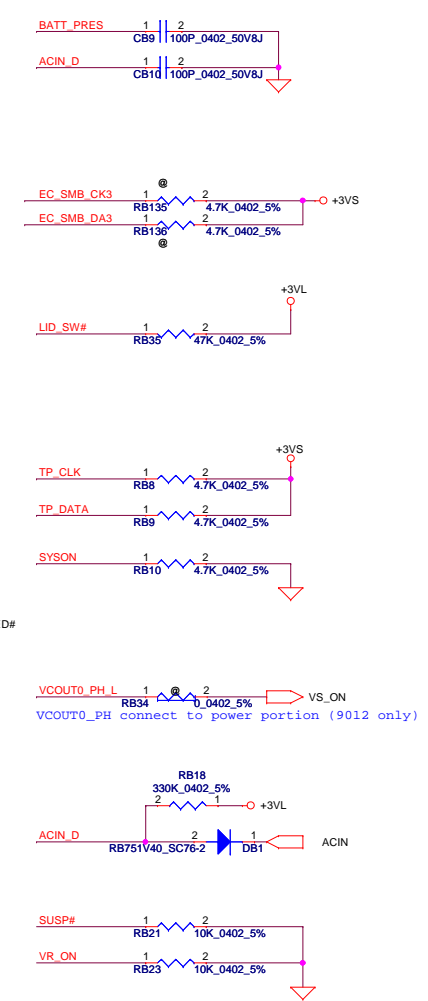 BATT_PRES 1 2
CB9 100P_0402_50V8J
ACIN_D 1 2
CB10 100P_0402_50V8J
@
EC_SMB_CK3 1 2 +3VS
RB135 4.7K_0402_5%
EC_SMB_DA3 1 2
RB136 4.7K_0402_5%
@
+3VL
LID_SW# 1 2
RB35 47K_0402_5%
+3VS
TP_CLK 1 2
RB8 4.7K_0402_5%
TP_DATA 1 2
RB9 4.7K_0402_5%
SYSON 1 2
RB10 4.7K_0402_5%
D#
VCOUT0_PH_L 1 @ 2 VS_ON
RB34 0_0402_5%
VCOUT0_PH connect to power portion (9012 only)
RB18
330K_0402_5%
2 1 +3VL
ACIN_D 2 1 ACIN
RB751V40_SC76-2 DB1
SUSP# 1 2
RB21 10K_0402_5%
VR_ON 1 2
RB23 10K_0402_5%